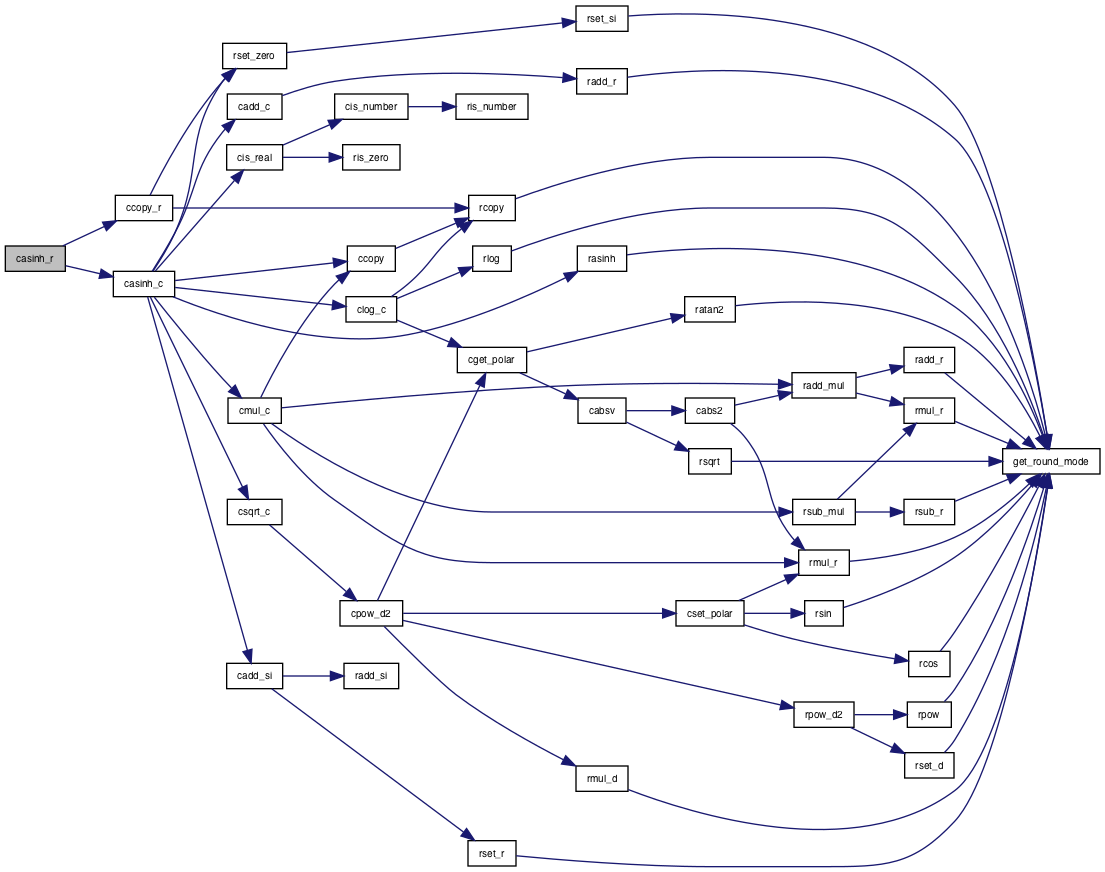 rset_si
rset_zero
radd_r
cadd_c
cis_number
ris_number
cis_real
ris_zero
ccopy_r
rcopy
casinh_r
ccopy
rlog
rasinh
casinh_c
clog_c
ratan2
cget_polar
radd_r
radd_mul
cmul_c
cabsv
cabs2
rmul_r
rsqrt
get_round_mode
csqrt_c
rsub_mul
rsub_r
rmul_r
cpow_d2
cset_polar
rsin
rcos
cadd_si
radd_si
rpow_d2
rpow
rset_d
rmul_d
rset_r